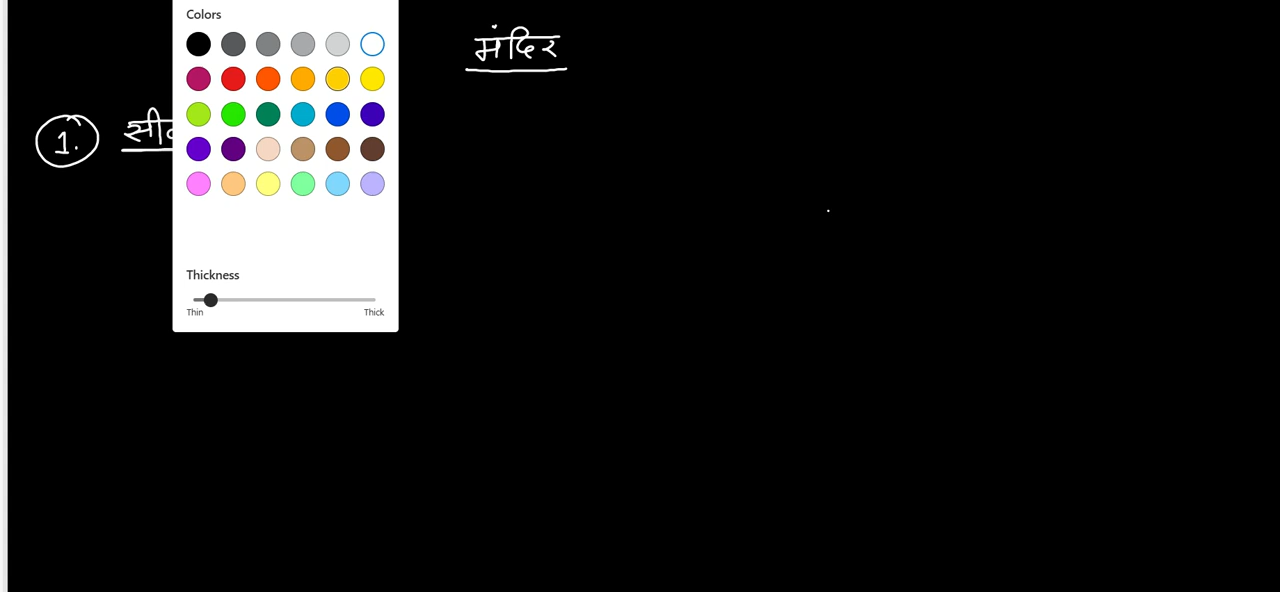 Colors
मंदिर
1.
Thickness
Thin Thick